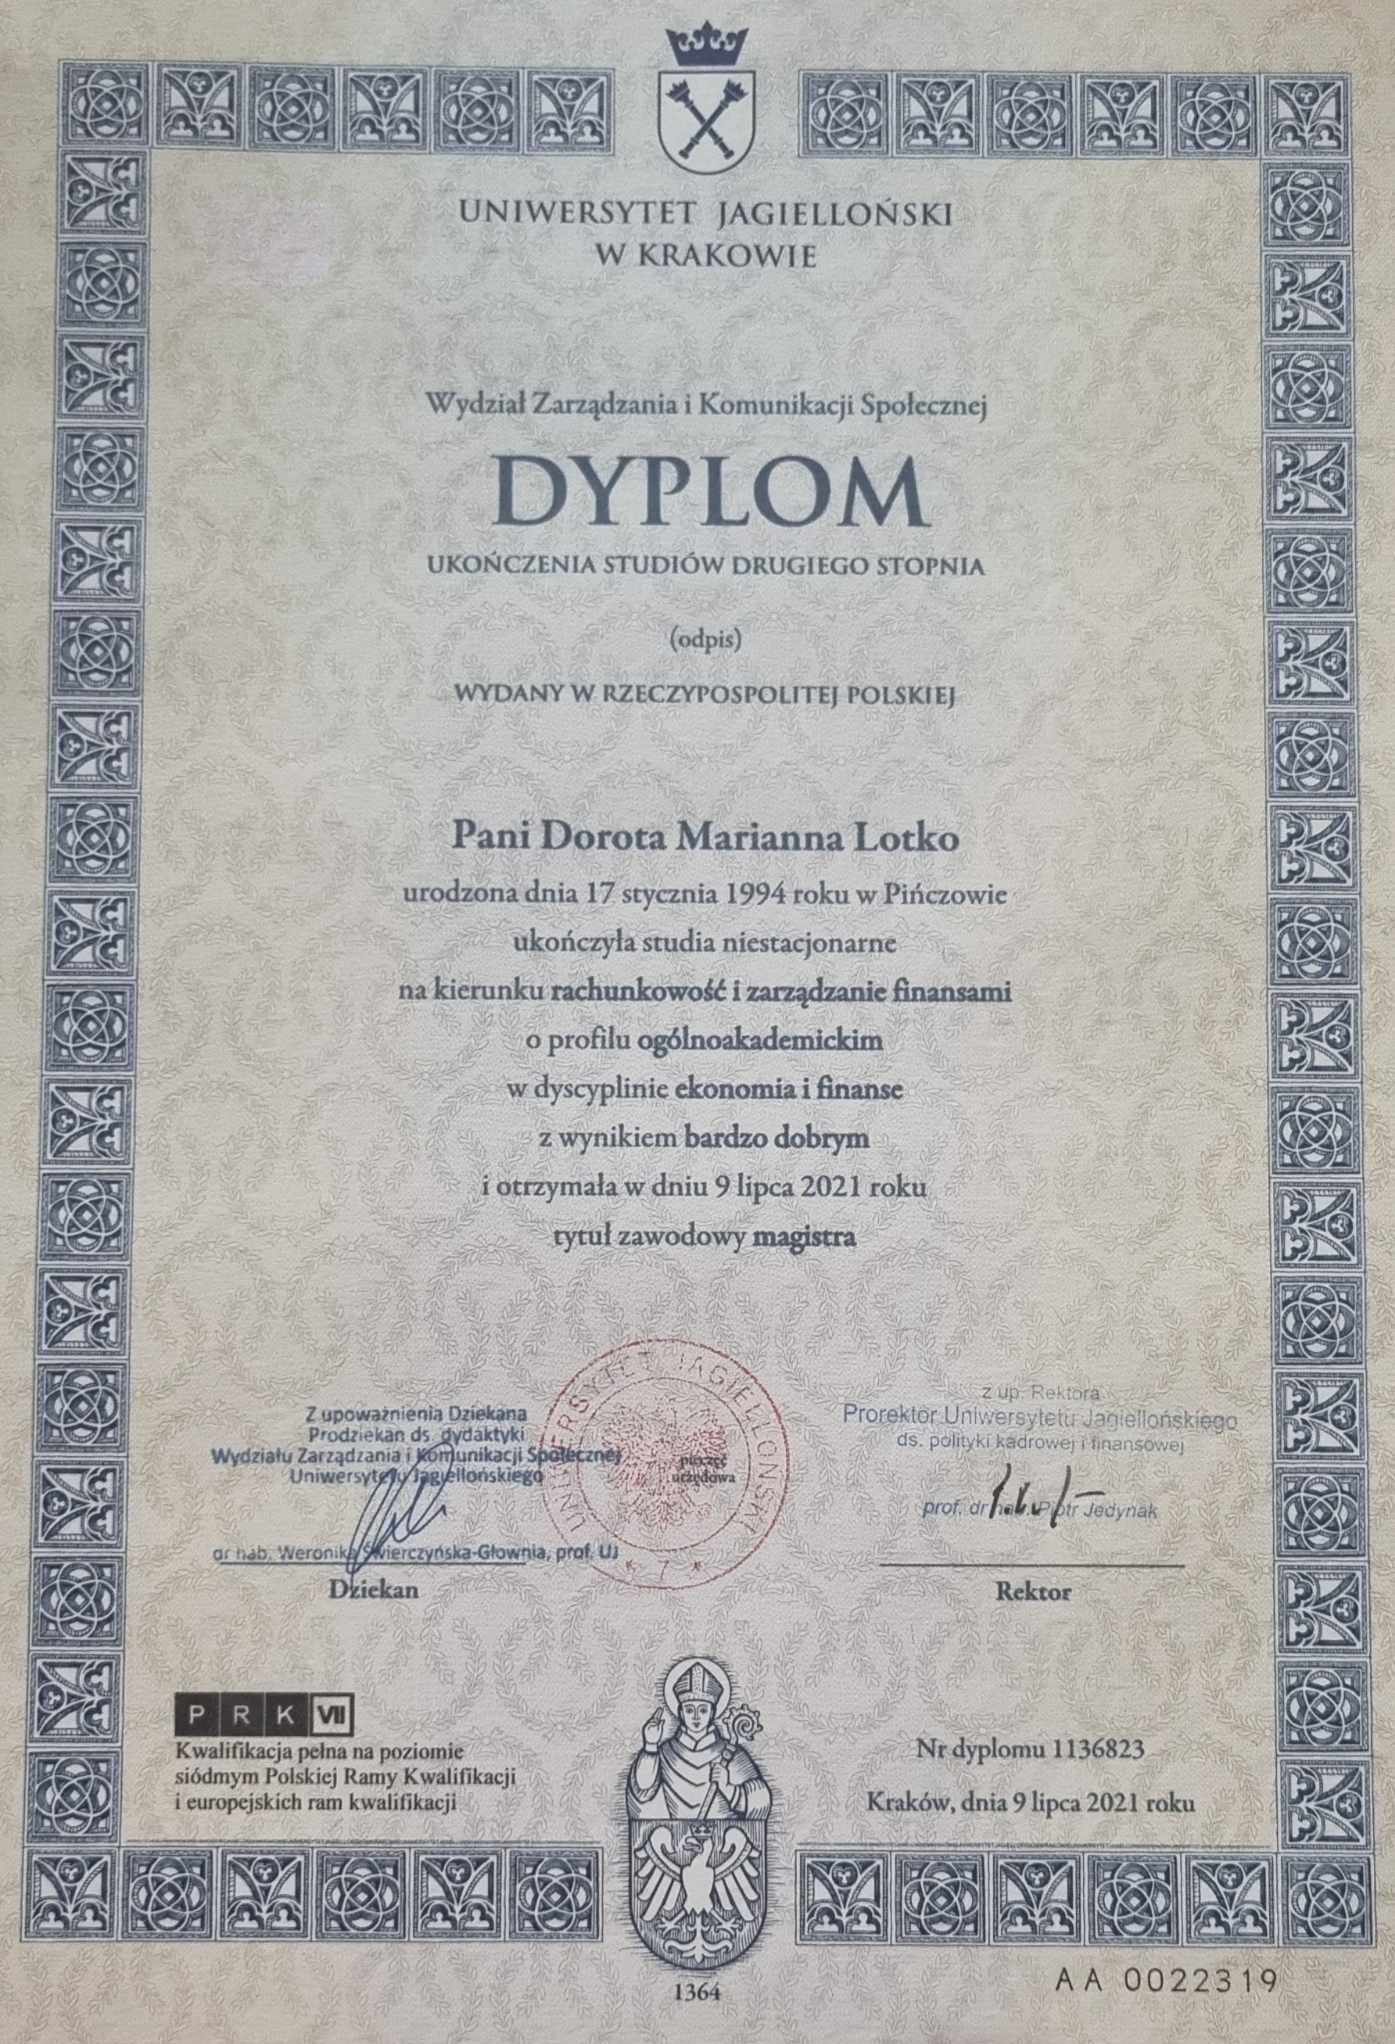 UNIWERSYTET JAGIELLOŃSKI
W KRAKOWIE
Wydział Zarządzania i Komunikacji Społecznej
DYPLOM
UKOŃCZENIA STUDIÓW DRUGIEGO STOPNIA
(odpis)
WYDANY W RZECZYPOSPOLITEJ POLSKIEJ
Pani Dorota Marianna Lotko
urodzona dnia 17 stycznia 1994 roku w Pińczowie
ukończyła studia niestacjonarne
na kierunku rachunkowość i zarządzanie finansami
o profilu ogólnoakademickim
w dyscyplinie ekonomia i finanse
z wynikiem bardzo dobrym
i otrzymała w dniu 9 lipca 2021 roku
tytuł zawodowy magistra
Z upoważnienia Dziekana
Prodziekan ds. dydaktyki
Wydziału Zarządzania i Komunikacji Społecznej
Uniwersytetu Jagiellońskiego
dr hab. Weronika Świerczyńska-Głownia, prof. UJ
Dziekan
UNIWERSYTET JAGIELLOŃSKI
* 7 *
pieczęć
urzędowa
z up. Rektora
Prorektor Uniwersytetu Jagiellońskiego
ds. polityki kadrowej i finansowej
prof. dr hab. Piotr Jedynak
Rektor
P R K VII
Kwalifikacja pełna na poziomie
siódmym Polskiej Ramy Kwalifikacji
i europejskich ram kwalifikacji
Nr dyplomu 1136823
Kraków, dnia 9 lipca 2021 roku
1364
AA 0022319